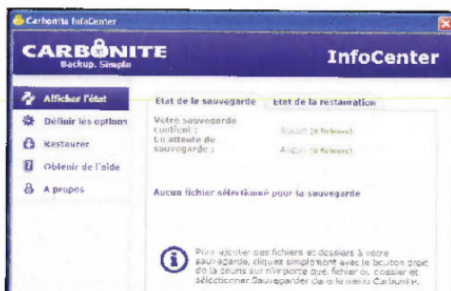 Carbonite InfoCenter
CARBONITE
Backup. Simple
InfoCenter
Afficher l'état
Définir les options
Restaurer
Obtenir de l'aide
A propos
Etat de la sauvegarde
Etat de la restauration
Votre sauvegarde
contient :
Aucun (0 fichiers)
En attente de
sauvegarde :
Aucun (0 fichiers)
Aucun fichier sélectionné pour la sauvegarde
Pour ajouter des fichiers et dossiers à votre
sauvegarde, cliquez simplement avec le bouton droit
de la souris sur n'importe quel fichier ou dossier et
sélectionner Sauvegarder dans le menu Carbonite.